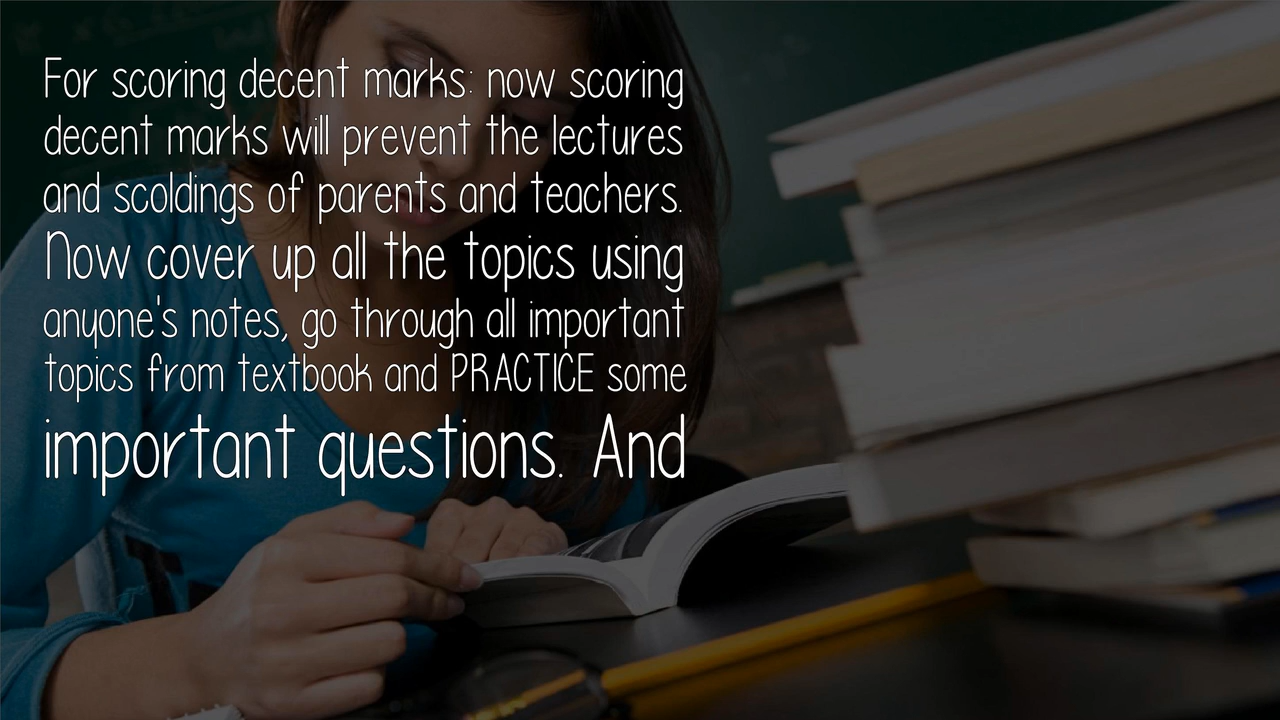 For scoring decent marks: now scoring
decent marks will prevent the lectures
and scoldings of parents and teachers.
Now cover up all the topics using
anyone's notes, go through all important
topics from textbook and PRACTICE some
important questions. And